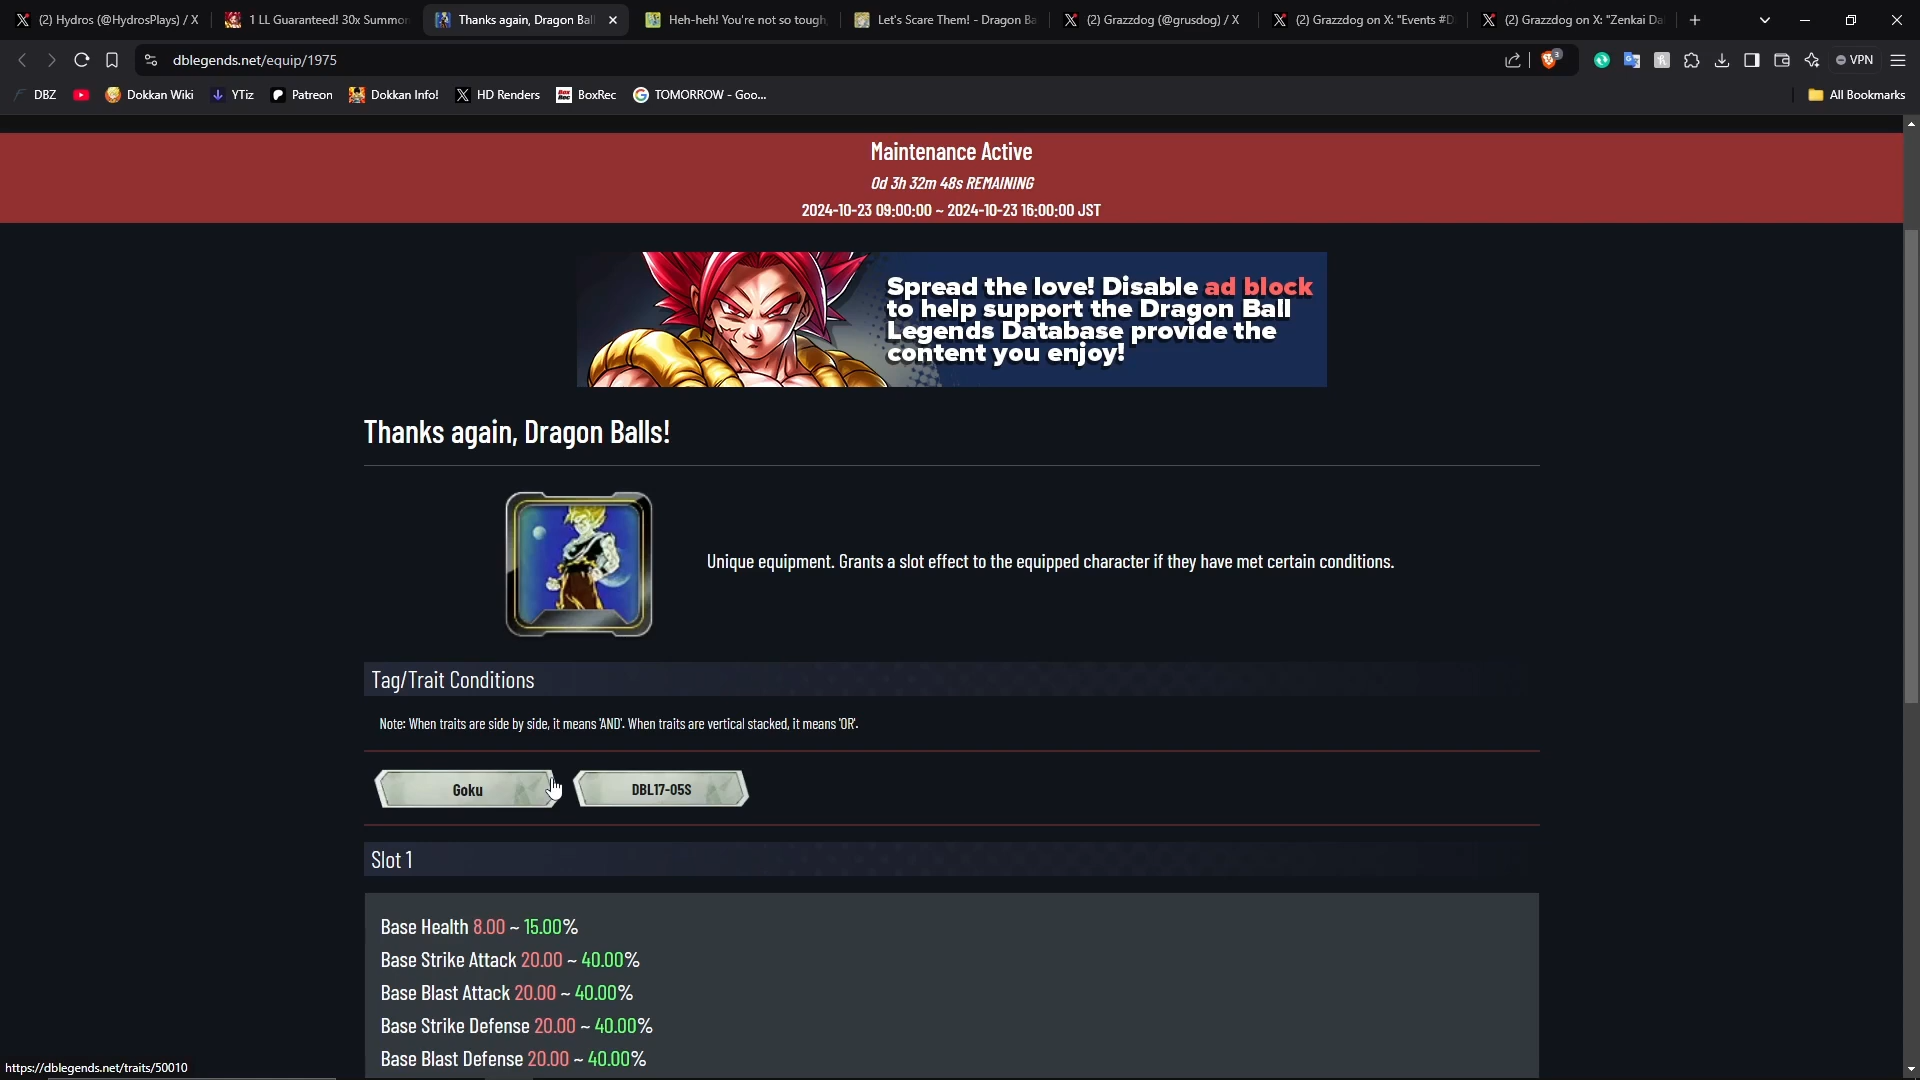 (2) Hydros (@HydrosPlays) / X
1 LL Guaranteed! 30x Summon
Thanks again, Dragon Ball
Heh-heh! You're not so tough,
Let's Scare Them! - Dragon Ba
(2) Grazzdog (@grusdog) / X
(2) Grazzdog on X: "Events #D
(2) Grazzdog on X: "Zenkai Da
dblegends.net/equip/1975
3
VPN
DBZ
Dokkan Wiki
YTiz
Patreon
Dokkan Info!
HD Renders
BoxRec
TOMORROW - Goo...
All Bookmarks
Maintenance Active
0d 3h 32m 48s REMAINING
2024-10-23 09:00:00 ~ 2024-10-23 16:00:00 JST
Spread the love! Disable ad block
to help support the Dragon Ball
Legends Database provide the
content you enjoy!
Thanks again, Dragon Balls!
Unique equipment. Grants a slot effect to the equipped character if they have met certain conditions.
Tag/Trait Conditions
Note: When traits are side by side, it means 'AND'. When traits are vertical stacked, it means 'OR'.
Goku
DBL17-05S
Slot 1
Base Health 8.00 ~ 15.00%
Base Strike Attack 20.00 ~ 40.00%
Base Blast Attack 20.00 ~ 40.00%
Base Strike Defense 20.00 ~ 40.00%
Base Blast Defense 20.00 ~ 40.00%
https://dblegends.net/traits/50010